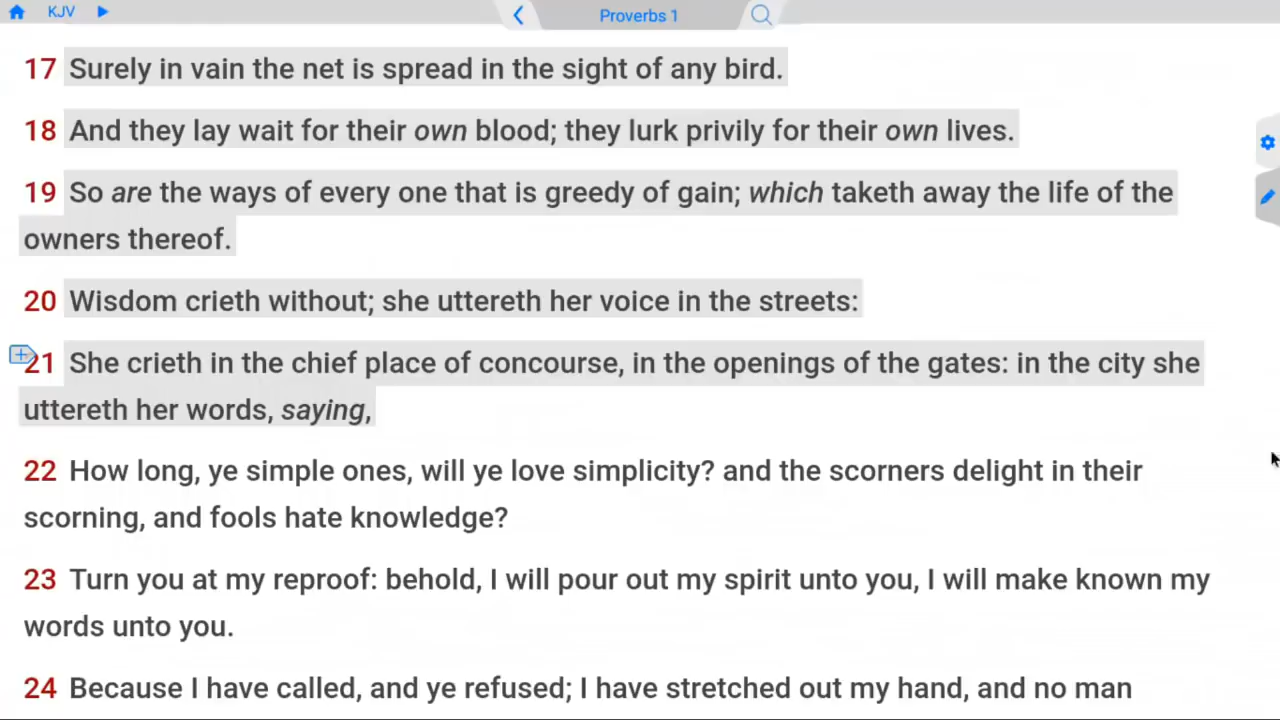 KJV
Proverbs 1
17 Surely in vain the net is spread in the sight of any bird.
18 And they lay wait for their own blood; they lurk privily for their own lives.
19 So are the ways of every one that is greedy of gain; which taketh away the life of the
owners thereof.
20 Wisdom crieth without; she uttereth her voice in the streets:
21 She crieth in the chief place of concourse, in the openings of the gates: in the city she
uttereth her words, saying,
22 How long, ye simple ones, will ye love simplicity? and the scorners delight in their
scorning, and fools hate knowledge?
23 Turn you at my reproof: behold, I will pour out my spirit unto you, I will make known my
words unto you.
24 Because I have called, and ye refused; I have stretched out my hand, and no man